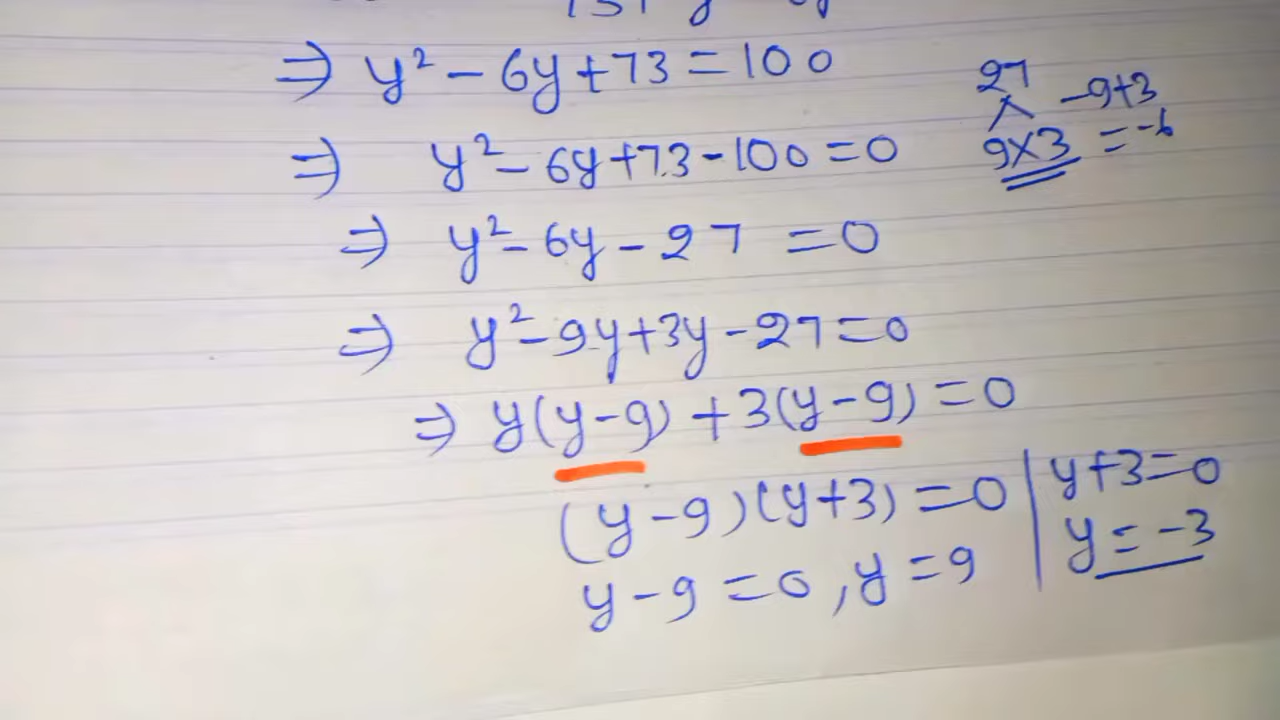 ⇒ y² - 6y + 73 = 100
27
-9+3
9×3 = -6
⇒ y² - 6y + 73 - 100 = 0
⇒ y² - 6y - 27 = 0
⇒ y² - 9y + 3y - 27 = 0
⇒ y(y-9) + 3(y-9) = 0
(y-9)(y+3) = 0 | y+3=0
y-9 = 0, y = 9 | y = -3